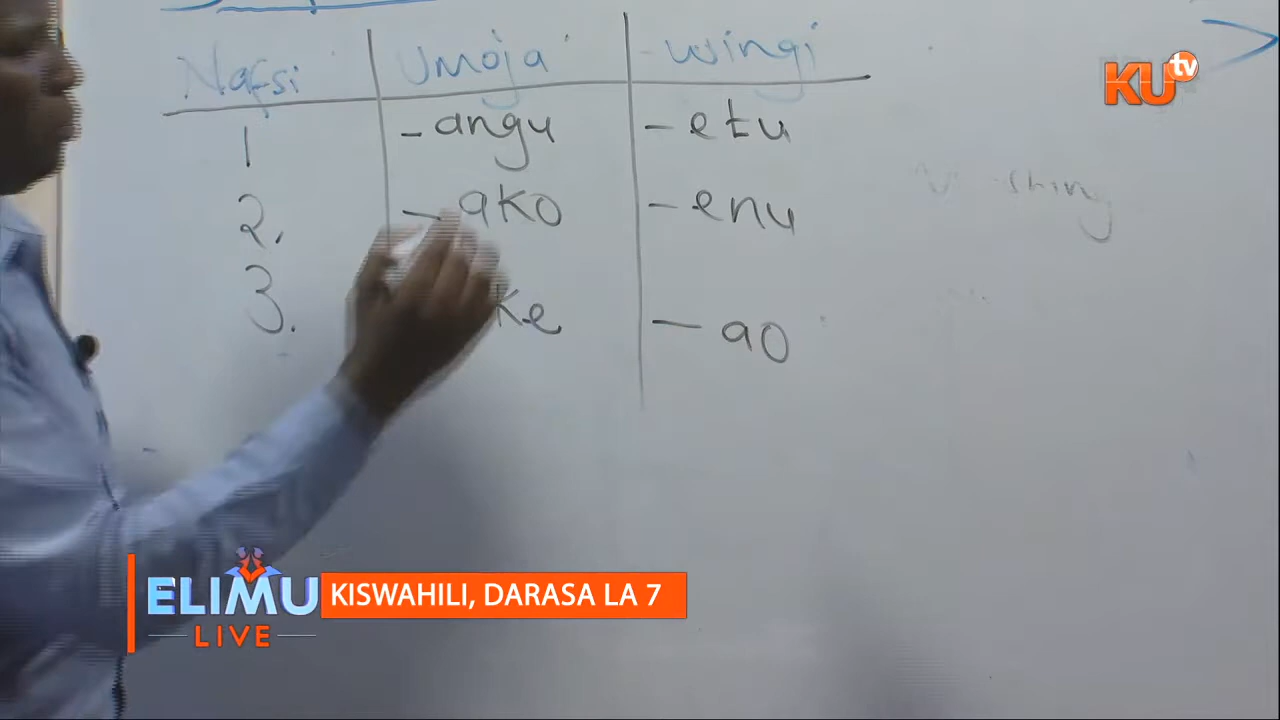 Nafsi Umoja - Wingi
1 - angu - etu
2. - ako - enu
3. ke - ao
KU tv
ELIMU
LIVE
KISWAHILI, DARASA LA 7